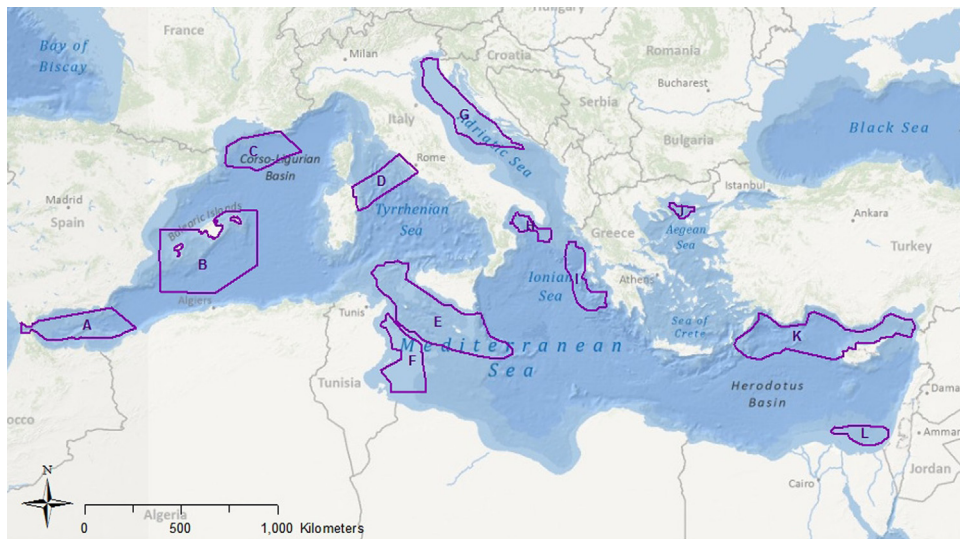 Bay of
Biscay
France
Hungary
Milan
Croatia
Romania
Bucharest
Serbia
Italy
G
Adriatic Sea
Black Sea
Bulgaria
C
Corso-Ligurian
Basin
Rome
D
Istanbul
Madrid
Spain
Balearic Islands
Tyrrhenian
Sea
H
J
Aegean
Sea
Ankara
Greece
Turkey
B
Algiers
Ionian
Sea
I
Athens
A
Tunis
E
Sea of
Crete
K
Mediterranean
Sea
F
Tunisia
Herodotus
Basin
Dama
L
Amman
occo
Cairo
Jordan
N
0
500
1,000 Kilometers
Algeria